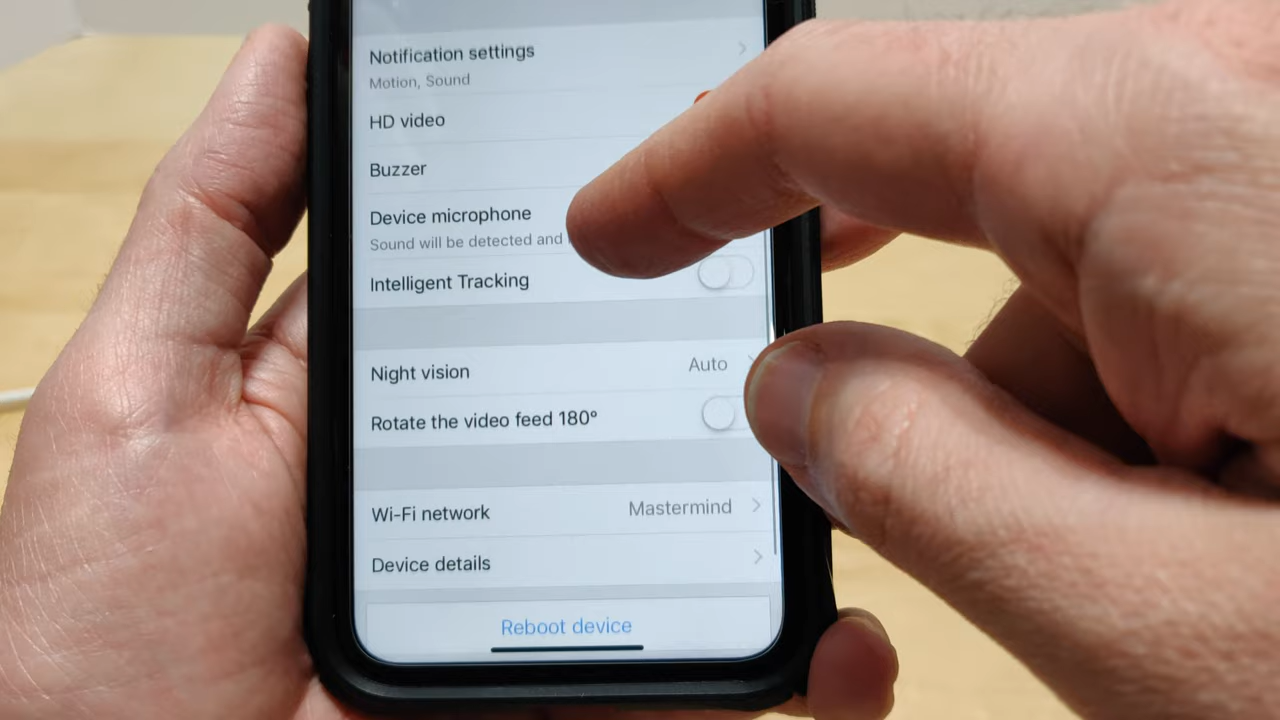 Notification settings
Motion, Sound
HD video
Buzzer
Device microphone
Sound will be detected and
Intelligent Tracking
Night vision Auto
Rotate the video feed 180°
Wi-Fi network Mastermind
Device details
Reboot device